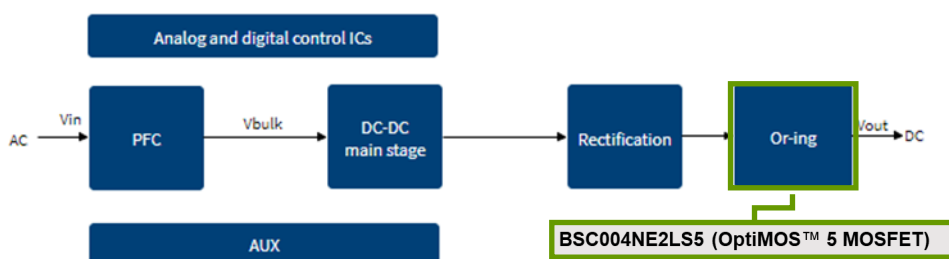 Analog and digital control ICs
AC
Vin
PFC
Vbulk
DC-DC
main stage
Rectification
Or-ing
Vout
DC
AUX
BSC004NE2LS5 (OptiMOS™ 5 MOSFET)